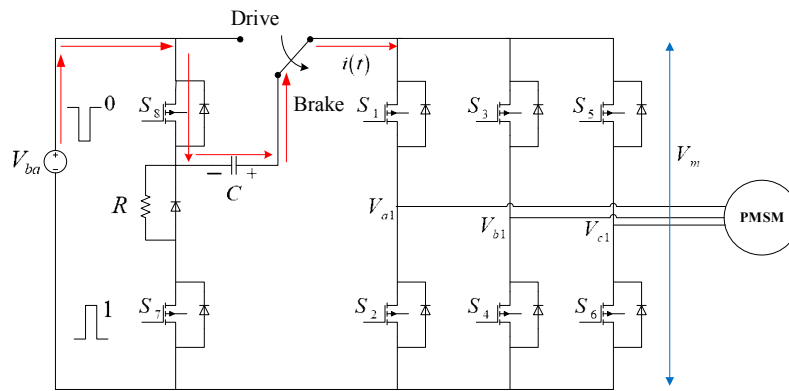 Drive
i(t)
0
S8
Brake
S1
S3
S5
Vba
+
-
Vm
− C +
R
Va1
Vb1
Vc1
PMSM
1
S7
S2
S4
S6